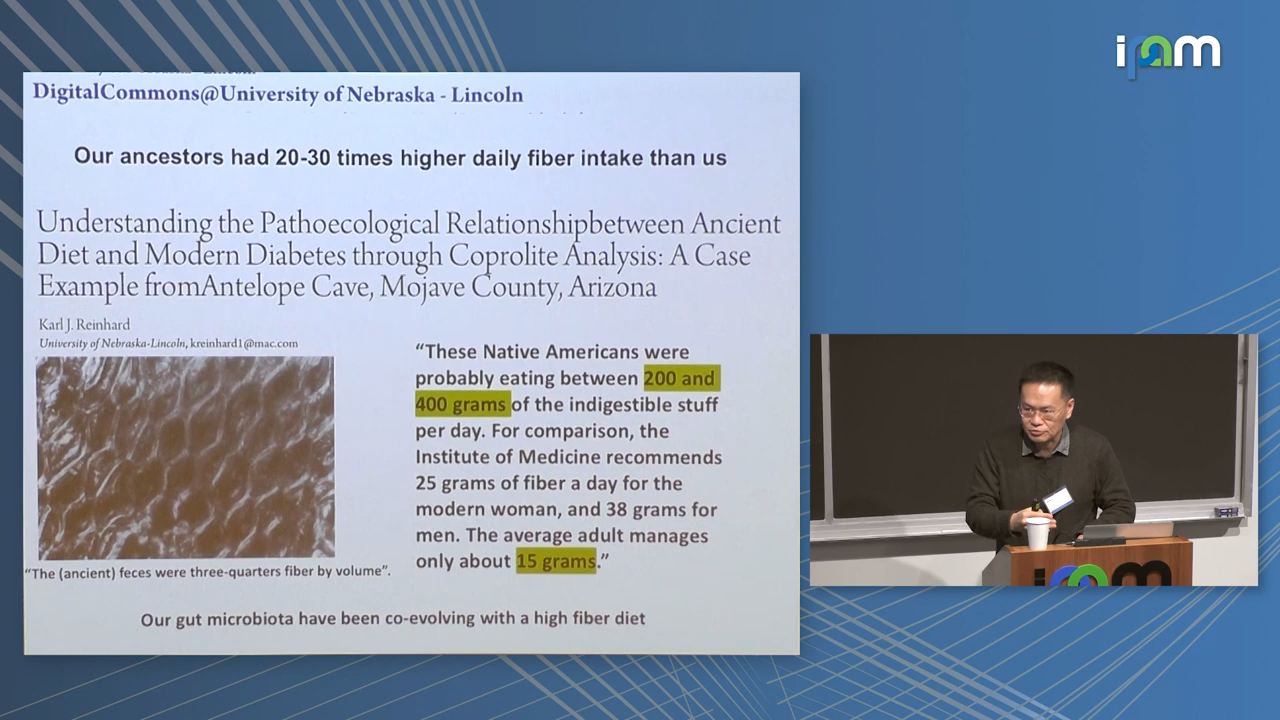 ipam
DigitalCommons@University of Nebraska - Lincoln
Our ancestors had 20-30 times higher daily fiber intake than us
Understanding the Pathoecological Relationshipbetween Ancient
Diet and Modern Diabetes through Coprolite Analysis: A Case
Example fromAntelope Cave, Mojave County, Arizona
Karl J. Reinhard
University of Nebraska-Lincoln, kreinhard1@mac.com
"The (ancient) feces were three-quarters fiber by volume".
"These Native Americans were
probably eating between 200 and
400 grams of the indigestible stuff
per day. For comparison, the
Institute of Medicine recommends
25 grams of fiber a day for the
modern woman, and 38 grams for
men. The average adult manages
only about 15 grams."
Our gut microbiota have been co-evolving with a high fiber diet
ipam